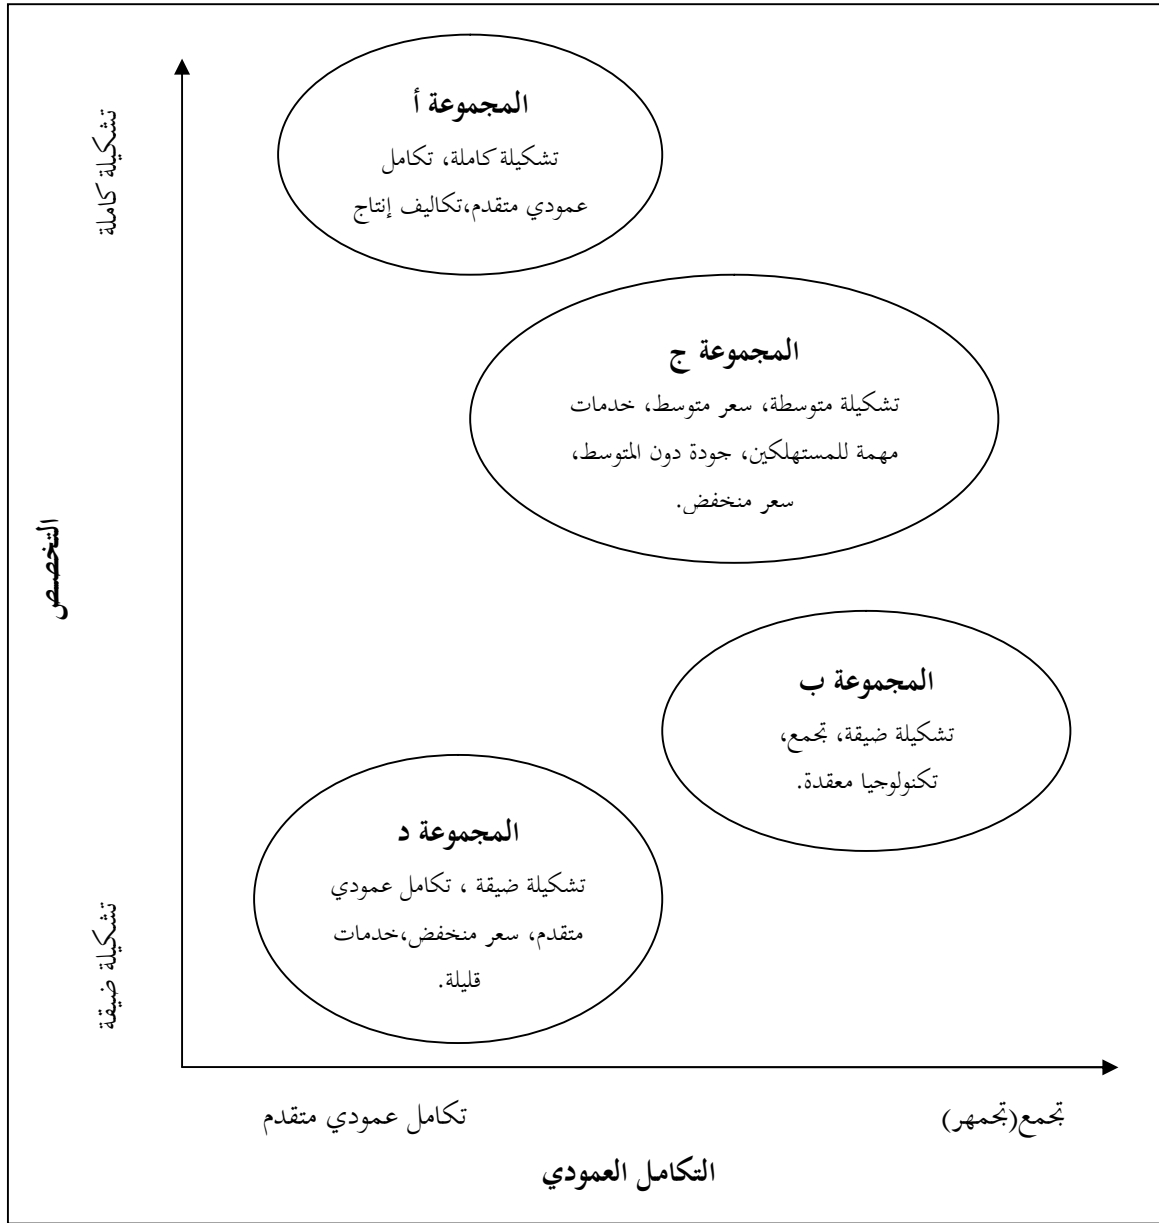 المجموعة أ
تشكيلة كاملة، تكامل
عمودي متقدم،تكاليف إنتاج
تشكيلة كاملة
المجموعة ج
تشكيلة متوسطة، سعر متوسط، خدمات
مهمة للمستهلكين، جودة دون المتوسط،
سعر منخفض.
التخصص
المجموعة ب
تشكيلة ضيقة، تجمع،
تكنولوجيا معقدة.
المجموعة د
تشكيلة ضيقة ، تكامل عمودي
متقدم، سعر منخفض،خدمات
قليلة.
تشكيلة ضيقة
تجمع(تجمهر)
تكامل عمودي متقدم
التكامل العمودي